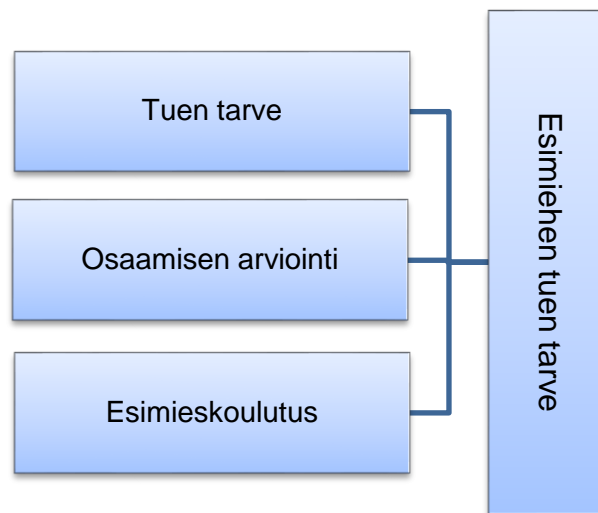 Tuen tarve
Osaamisen arviointi
Esimieskoulutus
Esimiehen tuen tarve